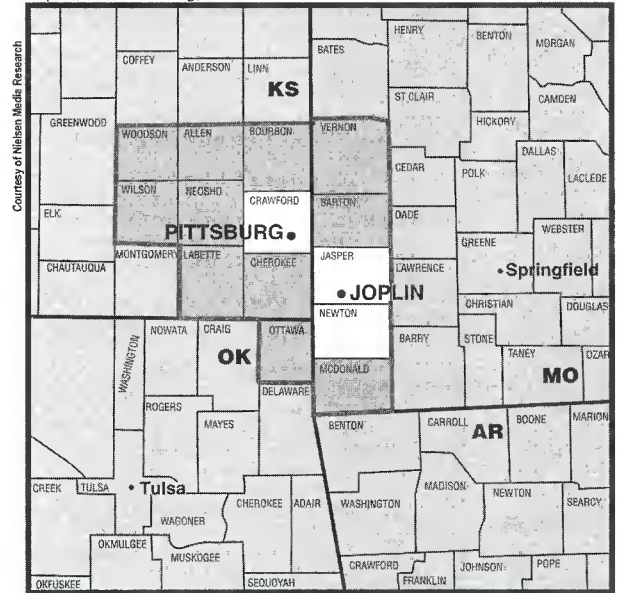 Courtesy of Nielsen Media Research
HENRY
BENTON
MORGAN
BATES
COFFEY
ANDERSON
LINN
KS
ST CLAIR
CAMDEN
HICKORY
GREENWOOD
WOODSON
ALLEN
BOURBON
VERNON
DALLAS
CEDAR
POLK
LACLEDE
WILSON
NEOSHO
CRAWFORD
BARTON
ELK
DADE
WEBSTER
PITTSBURG
GREENE
MONTGOMERY
LABETTE
CHEROKEE
JASPER
LAWRENCE
Springfield
CHAUTAUQUA
JOPLIN
CHRISTIAN
DOUGLAS
NEWTON
NOWATA
CRAIG
OTTAWA
BARRY
STONE
WASHINGTON
OK
TANEY
OZAR
MCDONALD
MO
DELAWARE
ROGERS
MAYES
BENTON
CARROLL
BOONE
MARION
AR
CREEK
TULSA
Tulsa
CHEROKEE
ADAIR
WASHINGTON
MADISON
NEWTON
SEARCY
WAGONER
OKMULGEE
MUSKOGEE
CRAWFORD
JOHNSON
POPE
OKFUSKEE
SEQUOYAH
FRANKLIN